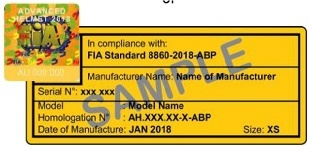 ADVANCED
HELMET 2018
FIA
AU 000 000
In compliance with:
FIA Standard 8860-2018-ABP
Manufacturer Name: Name of Manufacturer
Serial N°: xxx xxx
Model : Model Name
Homologation N° : AH.XXX.XX-X-ABP
Date of Manufacture: JAN 2018 Size: XS
SAMPLE